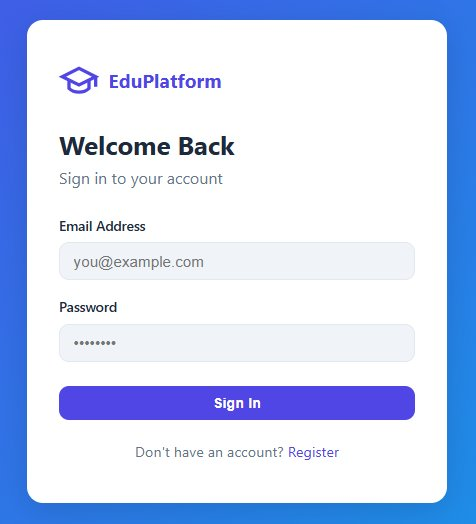 EduPlatform
Welcome Back
Sign in to your account
Email Address
you@example.com
Password
••••••••
Sign In
Don't have an account? Register